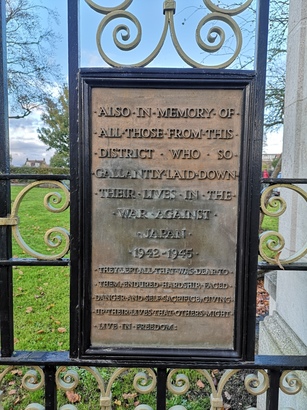 ·ALSO·IN·MEMORY·OF·
·ALL·THOSE·FROM·THIS·
·DISTRICT·WHO·SO·
GALLANTLY·LAID·DOWN
·THEIR·LIVES·IN·THE·
·WAR·AGAINST·
·JAPAN·
·1942-1945·
·THEY·LEFT·ALL·THAT·WAS·DEAR·TO·
THEM, ENDURED·HARDSHIP, FACED
DANGER·AND·SELF·SACRIFICE, GIVING
UP·THEIR·LIVES·THAT·OTHERS·MIGHT
·LIVE·IN·FREEDOM·